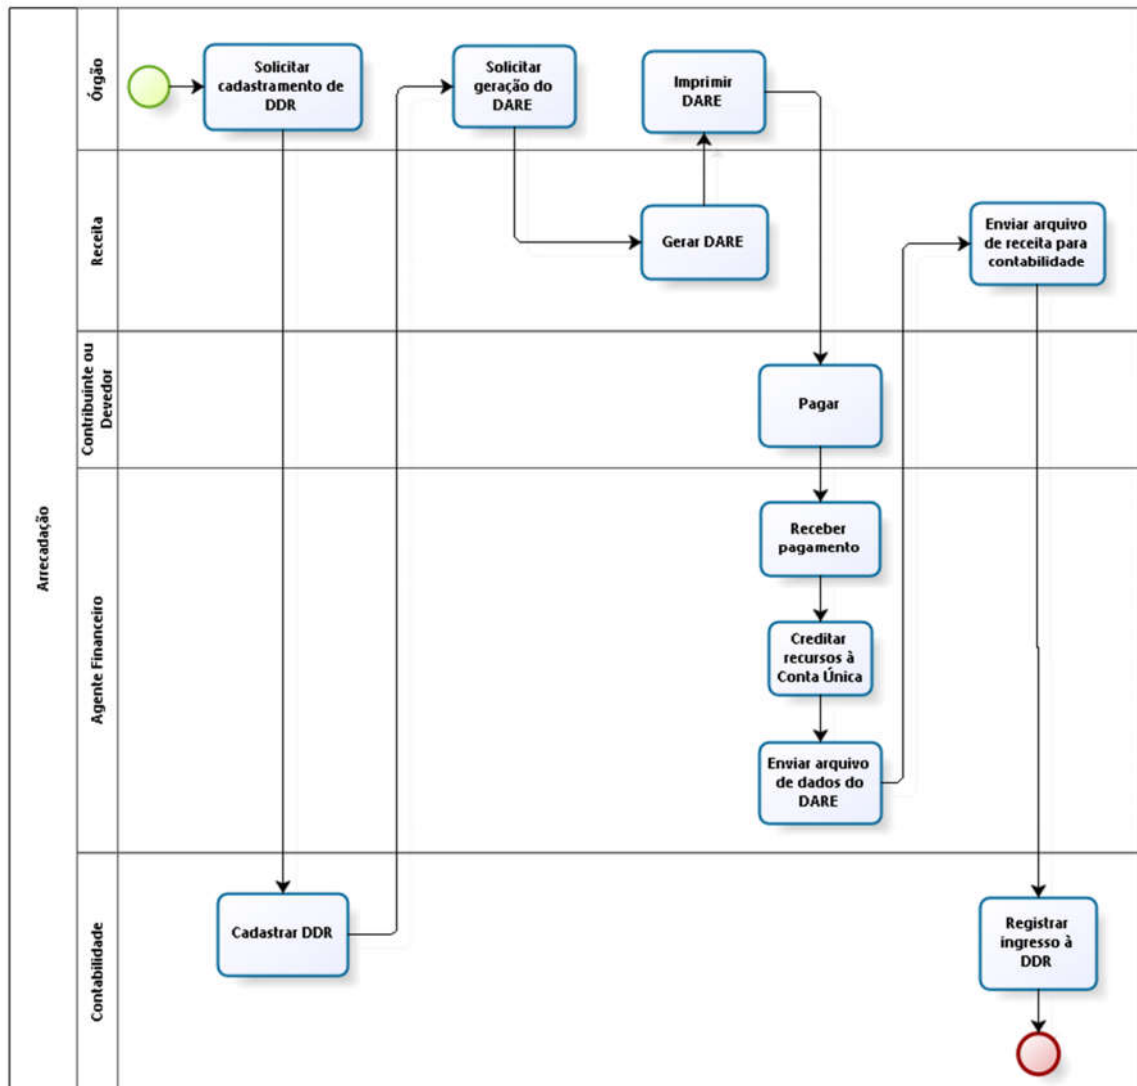 Arrecadação
Órgão
Solicitar
cadastramento de
DDR
Solicitar
geração do
DARE
Imprimir
DARE
Receita
Gerar DARE
Enviar arquivo
de receita para
contabilidade
Contribuinte ou
Devedor
Pagar
Agente Financeiro
Receber
pagamento
Creditar
recursos à
Conta Única
Enviar arquivo
de dados do
DARE
Contabilidade
Cadastrar DDR
Registrar
ingresso à
DDR